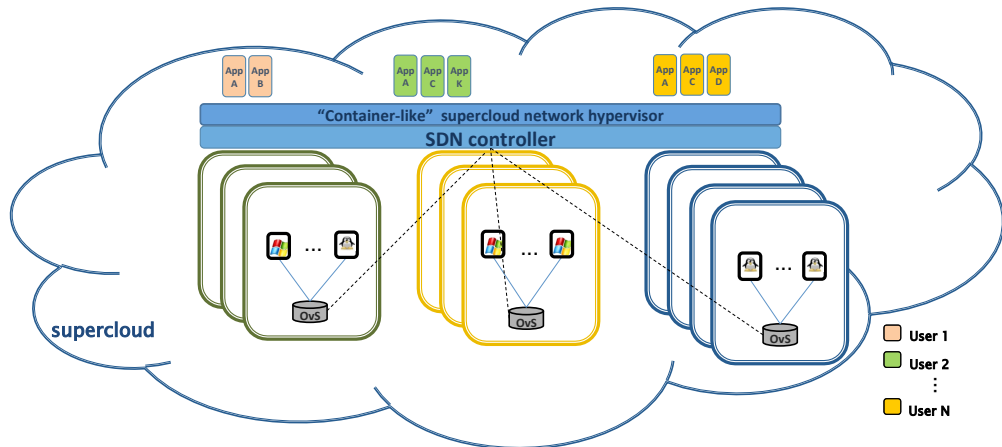 App App
A B
App App App
A C K
App App App
A C D
“Container-like” supercloud network hypervisor
SDN controller
...
...
...
OvS
OvS
OvS
supercloud
User 1
User 2
...
User N